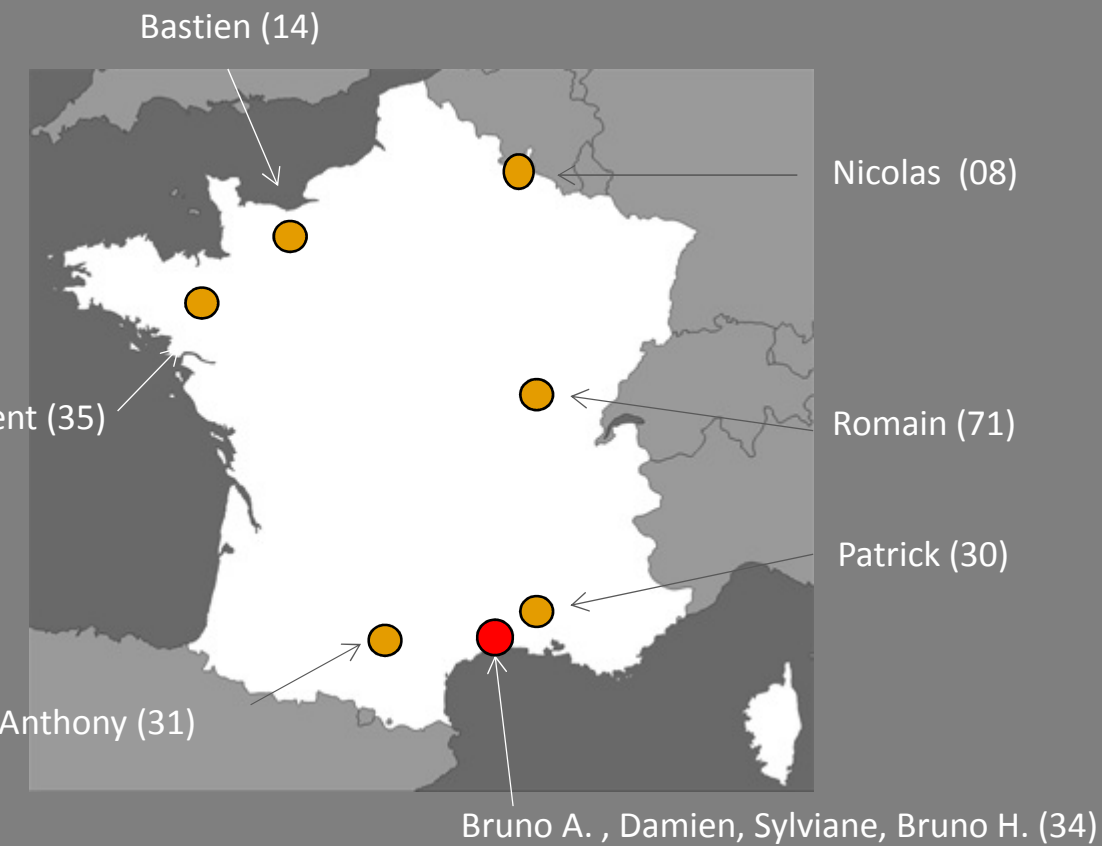 Bastien (14)
Nicolas (08)
ent (35)
Romain (71)
Patrick (30)
Anthony (31)
Bruno A. , Damien, Sylviane, Bruno H. (34)